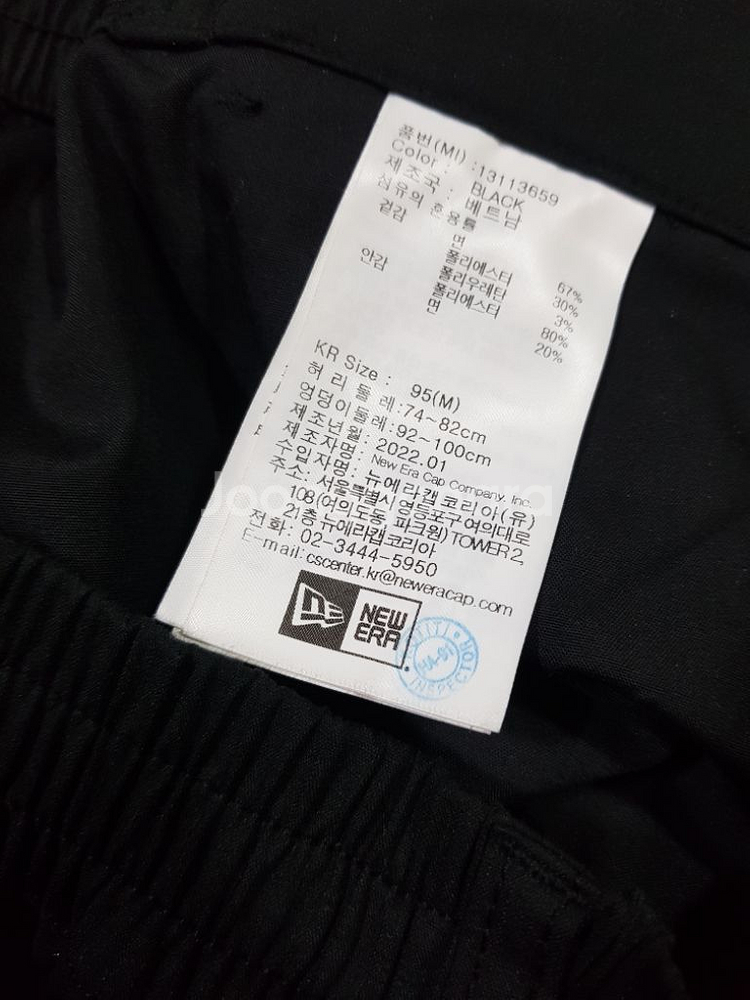 품번(MI) :13113659
Color : BLACK
제조국 : 베트남
섬유의 혼용률
겉감 면 67%
폴리에스터 30%
폴리우레탄 3%
안감 폴리에스터 80%
면 20%
KR Size : 95(M)
허리둘레:74~82cm
엉덩이둘레:92~100cm
제조년월: 2022.01
제조자명: New Era Cap Company, Inc.
수입자명: 뉴에라캡코리아(유)
주소: 서울특별시 영등포구 여의대로
108(여의도동, 파크원) TOWER 2,
21층 뉴에라캡코리아
전화: 02-3444-5950
E-mail: cscenter.kr@neweracap.com
NEW
ERA
INSPECTOR